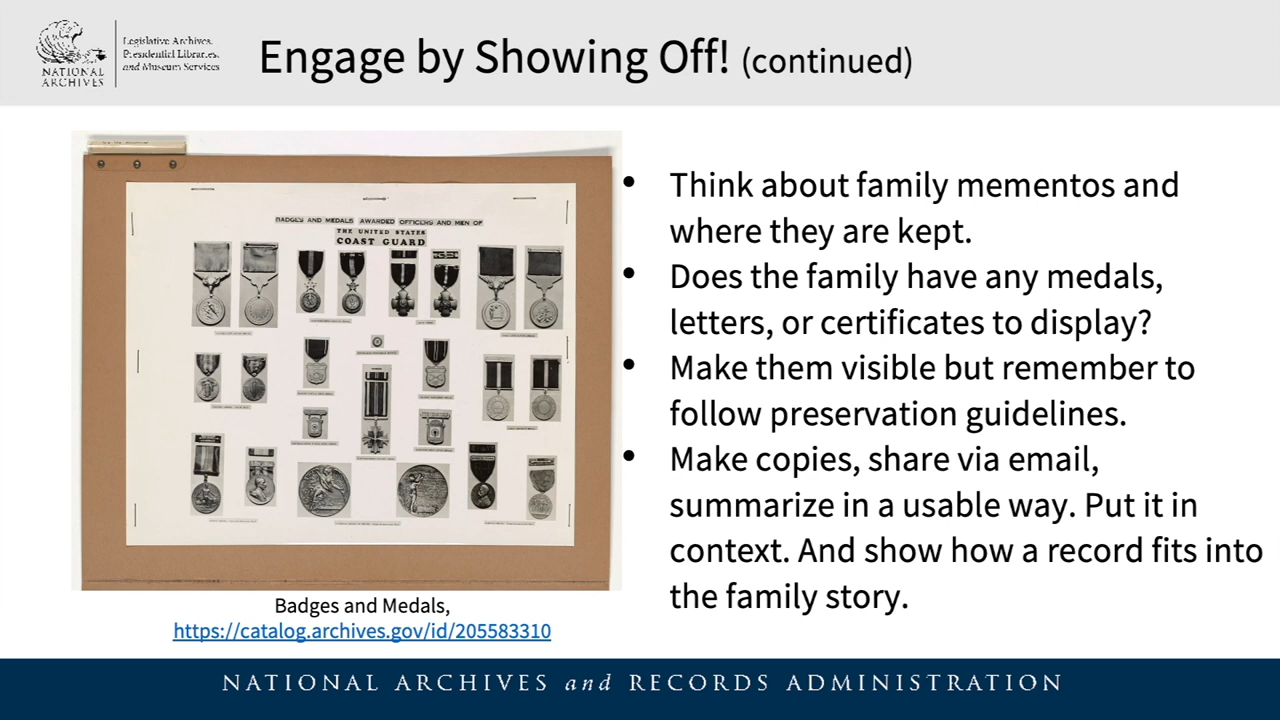 NATIONAL
ARCHIVES
Legislative Archives,
Presidential Libraries,
and Museum Services
Engage by Showing Off! (continued)
BADGES AND MEDALS AWARDED OFFICERS AND MEN OF
THE UNITED STATES
COAST GUARD
Badges and Medals,
https://catalog.archives.gov/id/205583310
• Think about family mementos and
where they are kept.
• Does the family have any medals,
letters, or certificates to display?
• Make them visible but remember to
follow preservation guidelines.
• Make copies, share via email,
summarize in a usable way. Put it in
context. And show how a record fits into
the family story.
NATIONAL ARCHIVES and RECORDS ADMINISTRATION